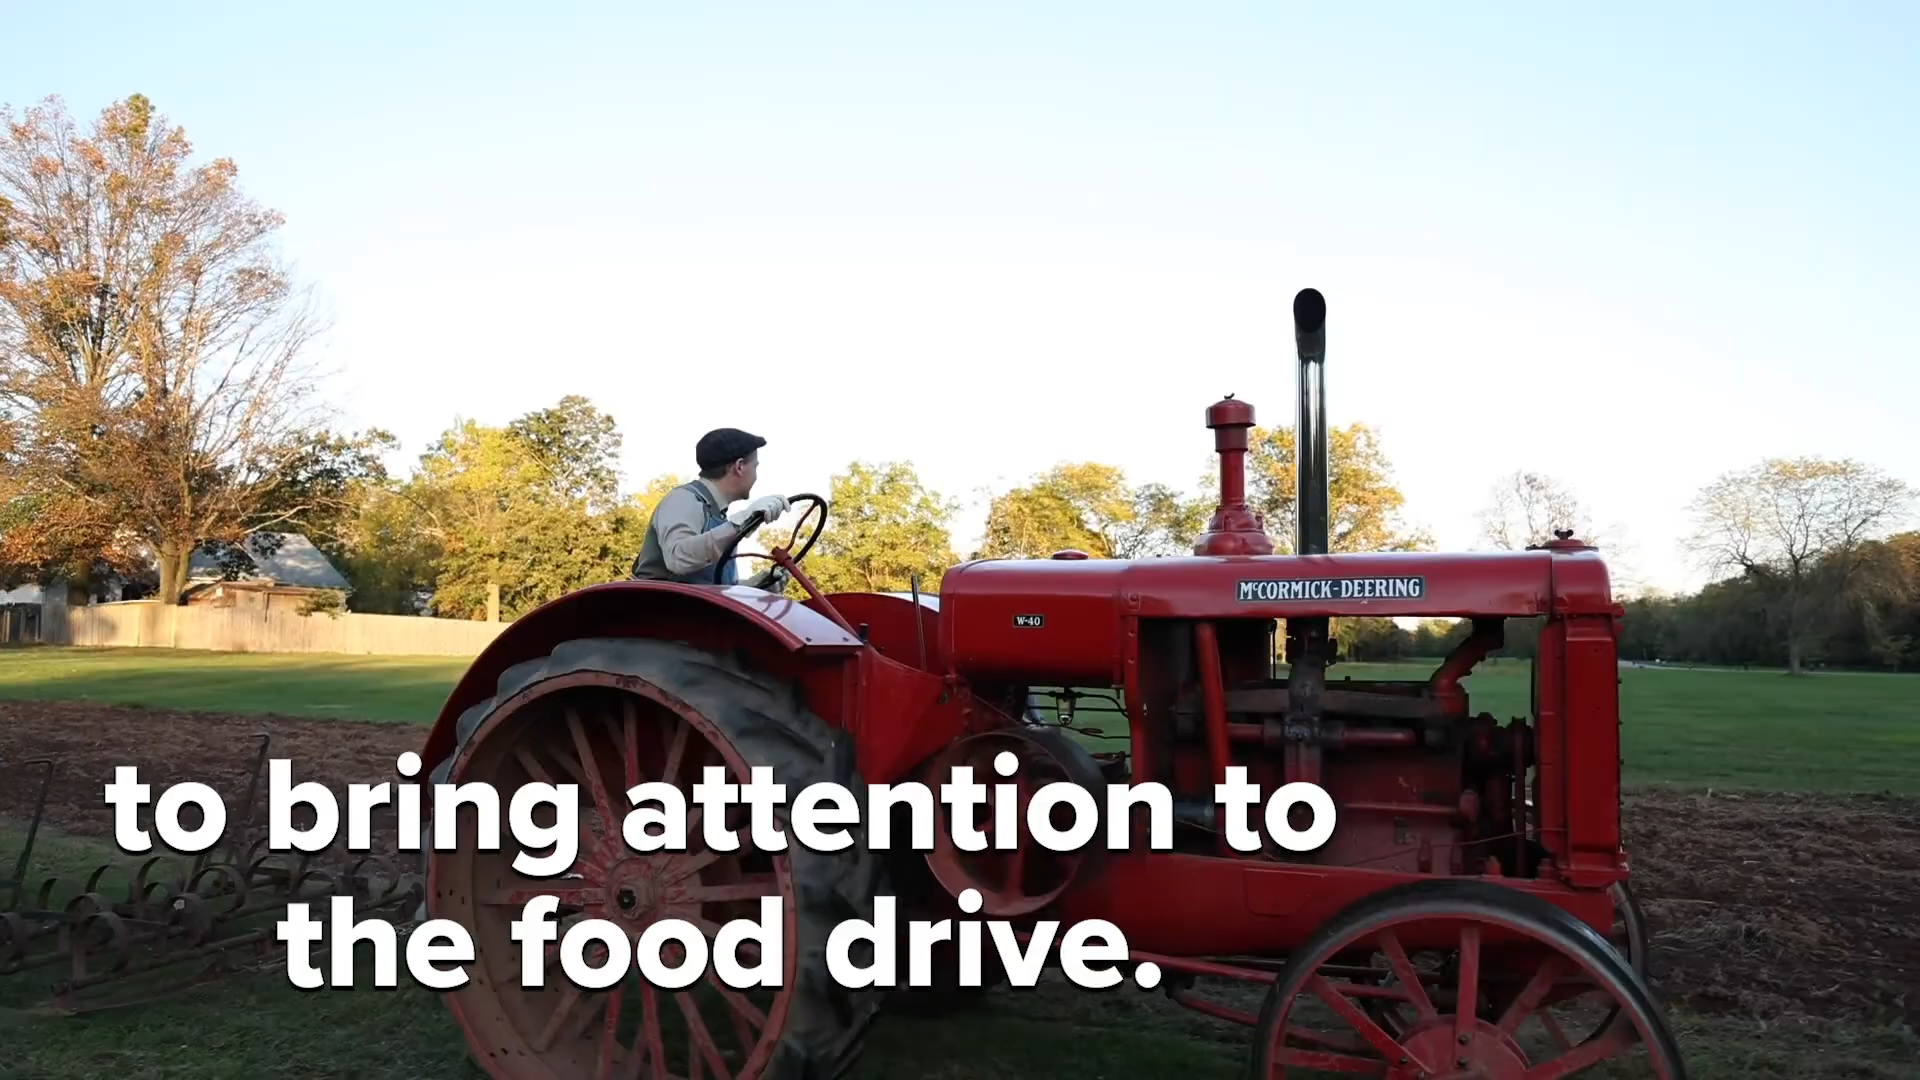 McCORMICK-DEERING
W-40
to bring attention to
the food drive.